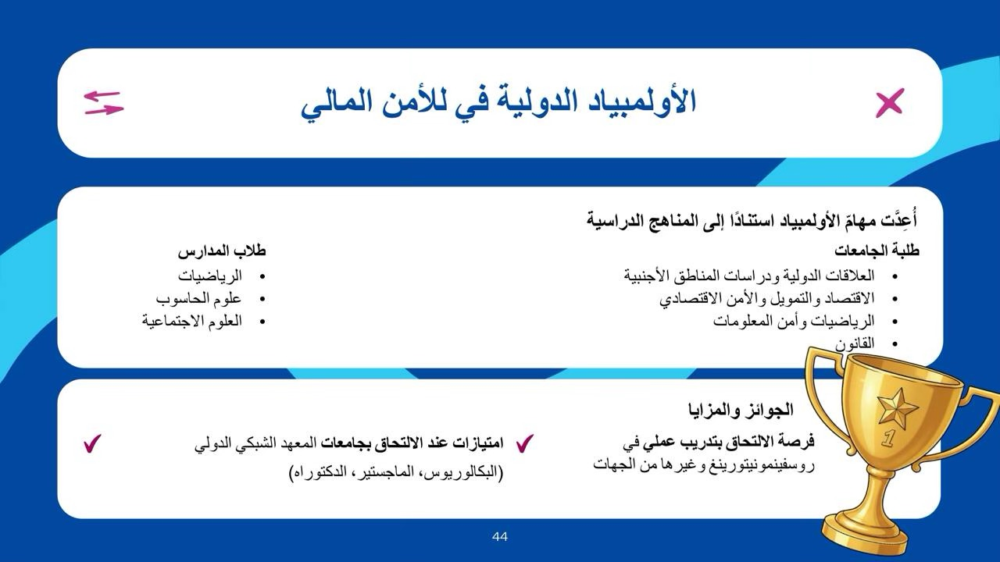 الأولمبياد الدولية في للأمن المالي
أُعِدَّت مهامّ الأولمبياد استنادًا إلى المناهج الدراسية
طلبة الجامعات
• العلاقات الدولية ودراسات المناطق الأجنبية
• الاقتصاد والتمويل والأمن الاقتصادي
• الرياضيات وأمن المعلومات
• القانون
طلاب المدارس
• الرياضيات
• علوم الحاسوب
• العلوم الاجتماعية
الجوائز والمزايا
فرصة الالتحاق بتدريب عملي في
روسفينمونيتورينغ وغيرها من الجهات
امتيازات عند الالتحاق بجامعات المعهد الشبكي الدولي
(البكالوريوس، الماجستير، الدكتوراه)
1
44